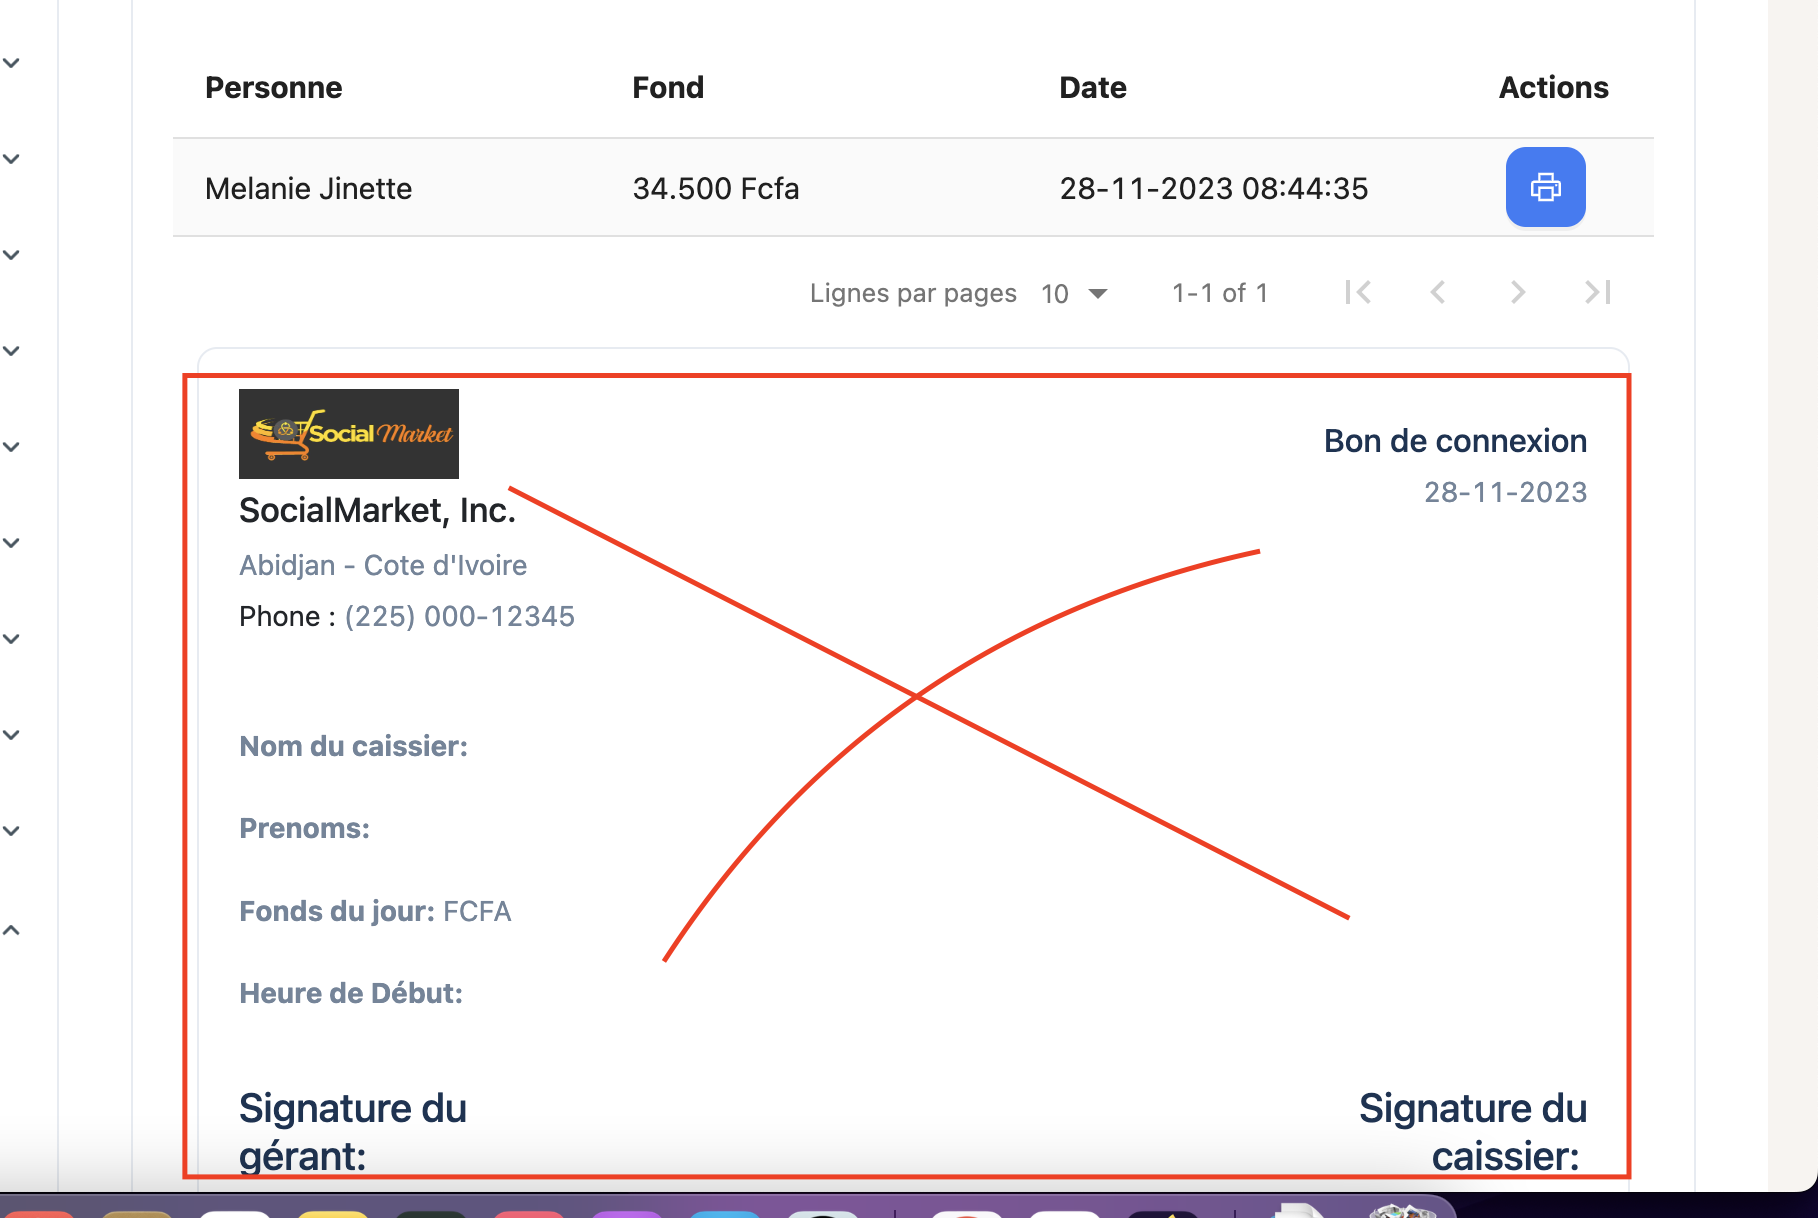 Personne Fond Date Actions
Melanie Jinette 34.500 Fcfa 28-11-2023 08:44:35
Lignes par pages 10 1-1 of 1
Social Market
Bon de connexion
28-11-2023
SocialMarket, Inc.
Abidjan - Cote d'Ivoire
Phone : (225) 000-12345
Nom du caissier:
Prenoms:
Fonds du jour: FCFA
Heure de Début:
Signature du
gérant:
Signature du
caissier: